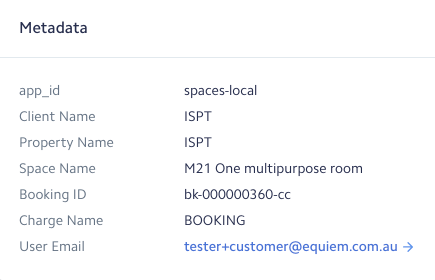 Metadata
app_id spaces-local
Client Name ISPT
Property Name ISPT
Space Name M21 One multipurpose room
Booking ID bk-000000360-cc
Charge Name BOOKING
User Email tester+customer@equiem.com.au →